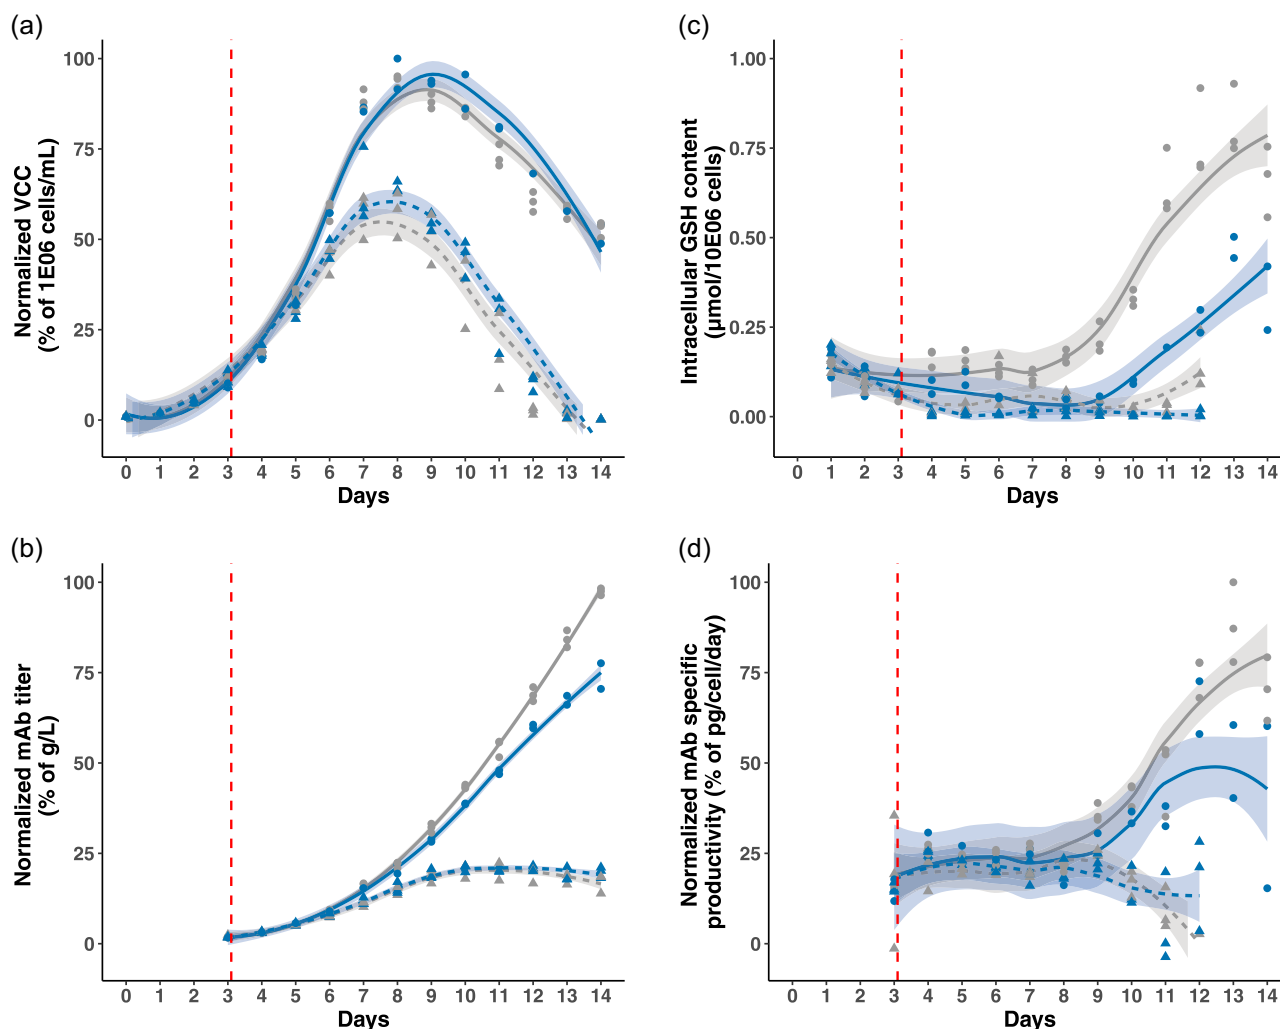 (a)
Normalized VCC
(% of 1E06 cells/mL)
100
75
50
25
0
0 1 2 3 4 5 6 7 8 9 10 11 12 13 14
Days
(c)
Intracellular GSH content
(μmol/10E06 cells)
1.00
0.75
0.50
0.25
0.00
0 1 2 3 4 5 6 7 8 9 10 11 12 13 14
Days
(b)
Normalized mAb titer
(% of g/L)
100
75
50
25
0
0 1 2 3 4 5 6 7 8 9 10 11 12 13 14
Days
(d)
Normalized mAb specific
productivity (% of pg/cell/day)
100
75
50
25
0
0 1 2 3 4 5 6 7 8 9 10 11 12 13 14
Days